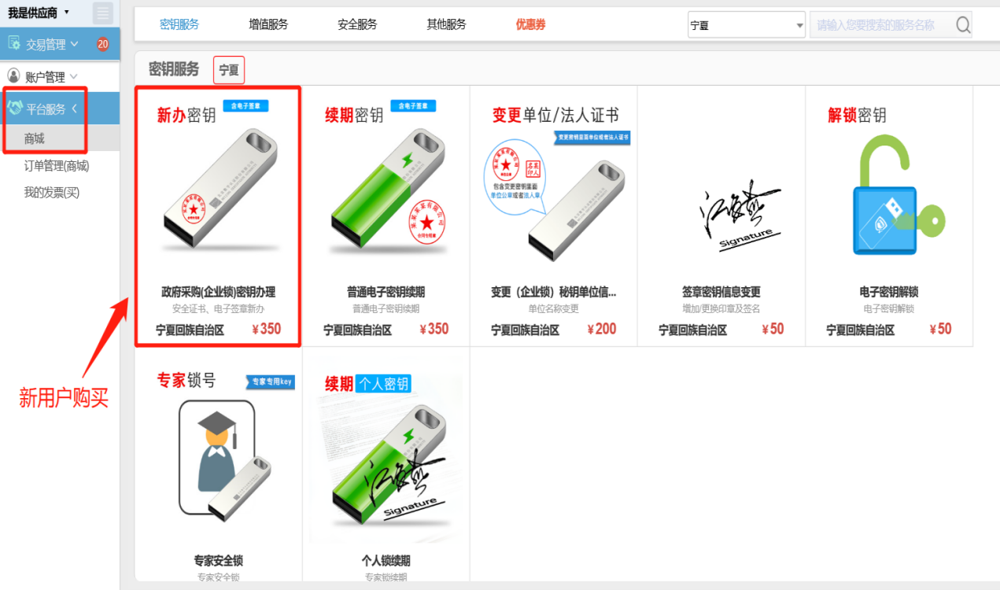 我是供应商
交易管理
20
账户管理
平台服务
商城
订单管理(商城)
我的发票(买)
新用户购买
密钥服务
增值服务
安全服务
其他服务
优惠券
宁夏
请输入您要搜索的服务名称
密钥服务
宁夏
新办密钥
含电子签章
政府采购(企业锁)密钥办理
安全证书、电子签章新办
宁夏回族自治区 ¥350
续期密钥
含电子签章
普通电子密钥续期
普通电子密钥续期
宁夏回族自治区 ¥350
变更单位/法人证书
变更密钥里面单位或者法人证书
包含变更密钥里面
单位公章或者法人章
变更（企业锁）秘钥单位信...
单位名称变更
宁夏回族自治区 ¥200
Signature
签章密钥信息变更
增加/更换印章及签名
宁夏回族自治区 ¥50
解锁密钥
电子密钥解锁
电子密钥解锁
宁夏回族自治区 ¥50
专家锁号
专家专用key
专家安全锁
专家安全锁
续期个人密钥
Signature
个人锁续期
专家锁续期